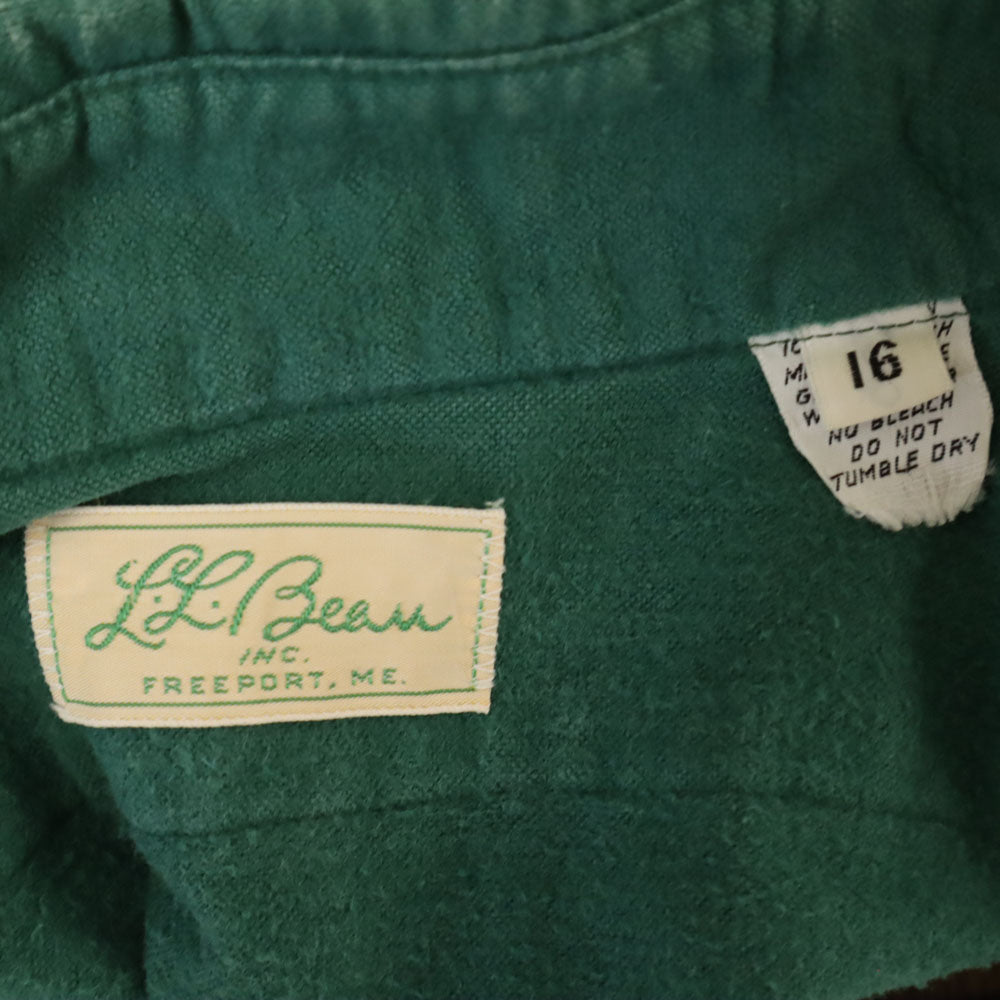 L.L. Bean
INC.
FREEPORT, ME.
16
NO BLEACH
DO NOT
TUMBLE DRY